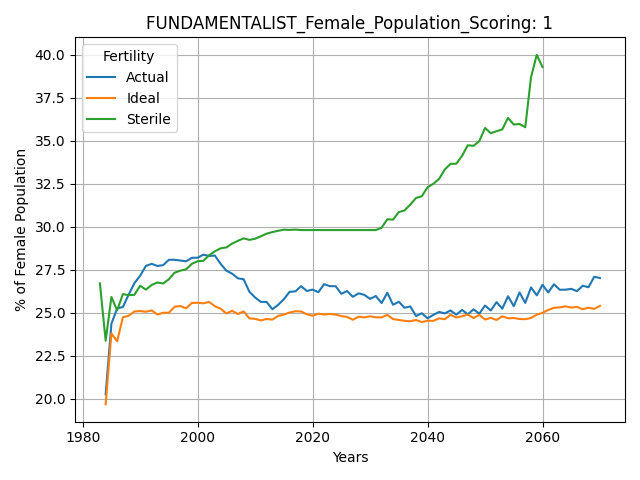 FUNDAMENTALIST_Female_Population_Scoring: 1
Fertility
Actual
Ideal
Sterile
% of Female Population
40.0
37.5
35.0
32.5
30.0
27.5
25.0
22.5
20.0
1980 2000 2020 2040 2060
Years